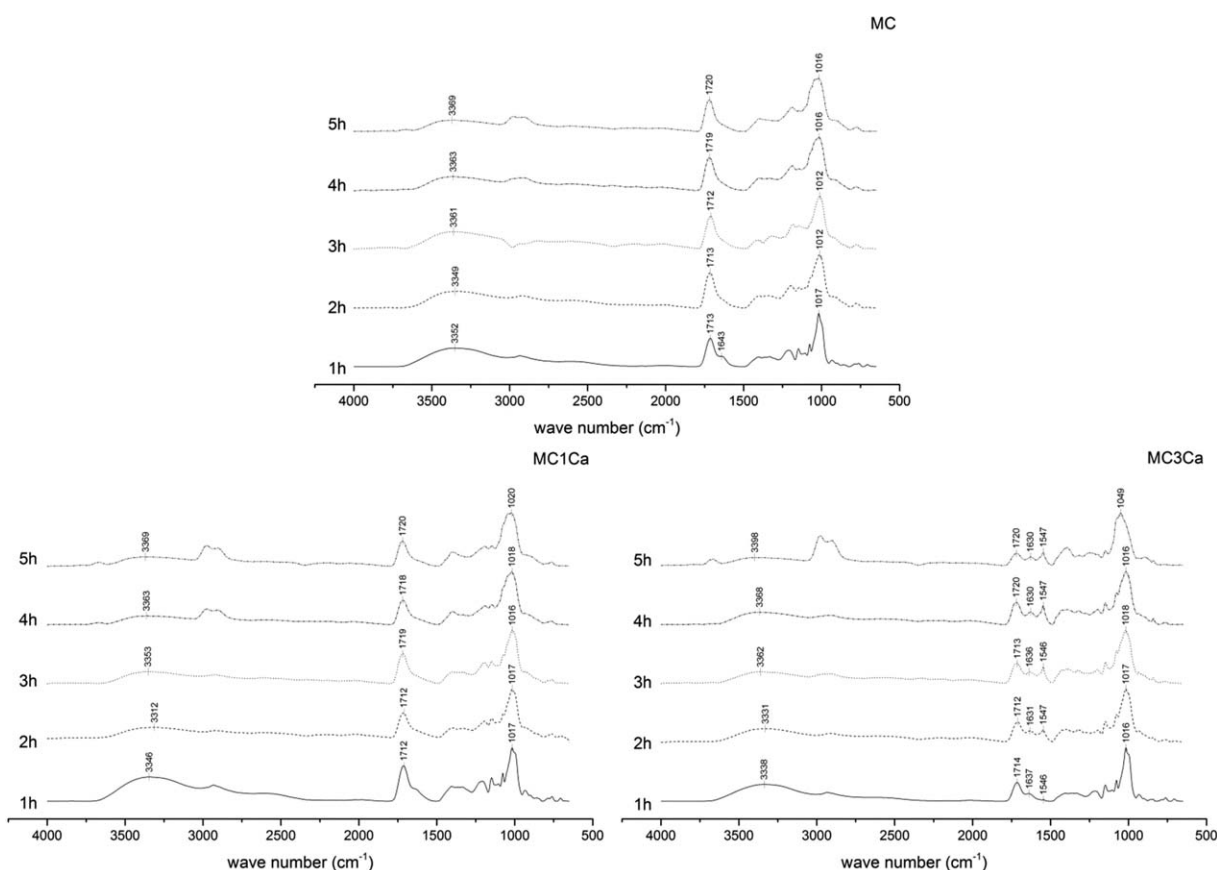 MC
1720
1016
3369
5h
1719
1016
3363
4h
1712
1012
3361
3h
1713
1012
3349
2h
1713
1643
1017
3352
1h
4000 3500 3000 2500 2000 1500 1000 500
wave number (cm⁻¹)
MC1Ca
1020
1720
3369
5h
1018
1718
3363
4h
1016
1719
3353
3h
1017
1712
3312
2h
1017
1712
3346
1h
4000 3500 3000 2500 2000 1500 1000 500
wave number (cm⁻¹)
MC3Ca
1049
3398
1720
1630
1547
5h
1016
3368
1720
1630
1547
4h
1018
3362
1713
1636
1546
3h
1017
3331
1712
1631
1547
2h
1016
3338
1714
1637
1546
1h
4000 3500 3000 2500 2000 1500 1000 500
wave number (cm⁻¹)